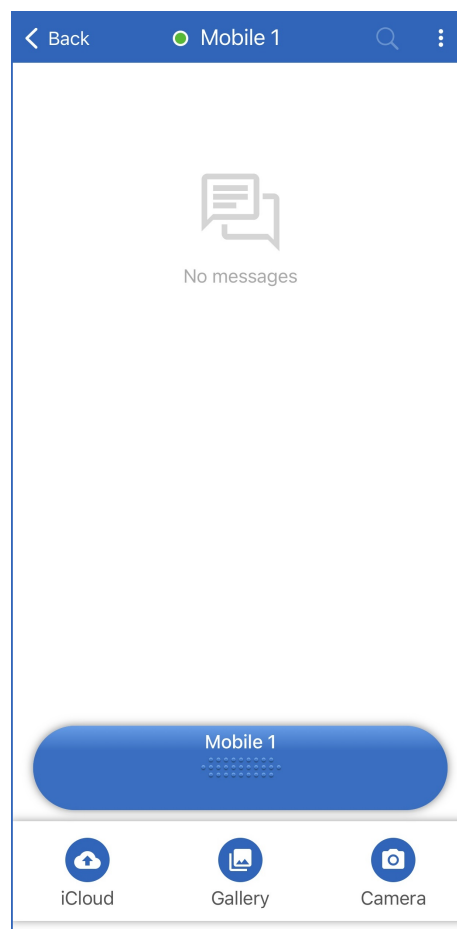 Back
Mobile 1
No messages
Mobile 1
iCloud
Gallery
Camera